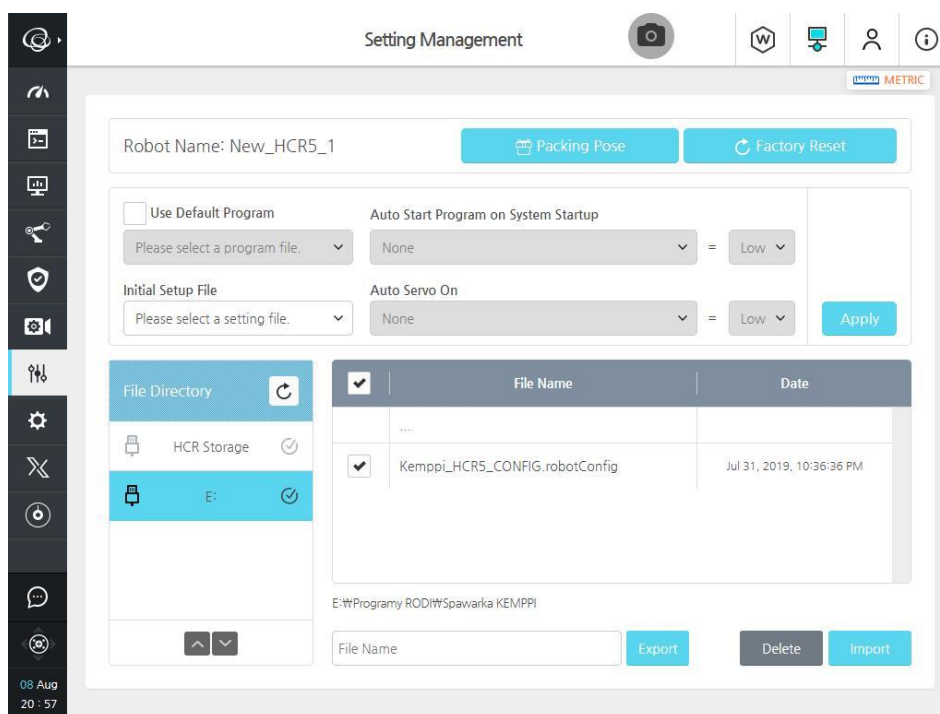 Setting Management
W
METRIC
Robot Name: New_HCR5_1
Packing Pose
Factory Reset
Use Default Program
Auto Start Program on System Startup
Please select a program file.
None
=
Low
Initial Setup File
Auto Servo On
Please select a setting file.
None
=
Low
Apply
File Directory
File Name
Date
HCR Storage
...
Kemppi_HCR5_CONFIG.robotConfig
Jul 31, 2019, 10:36:36 PM
E:
E:₩Programy RODI₩Spawarka KEMPPI
File Name
Export
Delete
Import
08 Aug
20 : 57